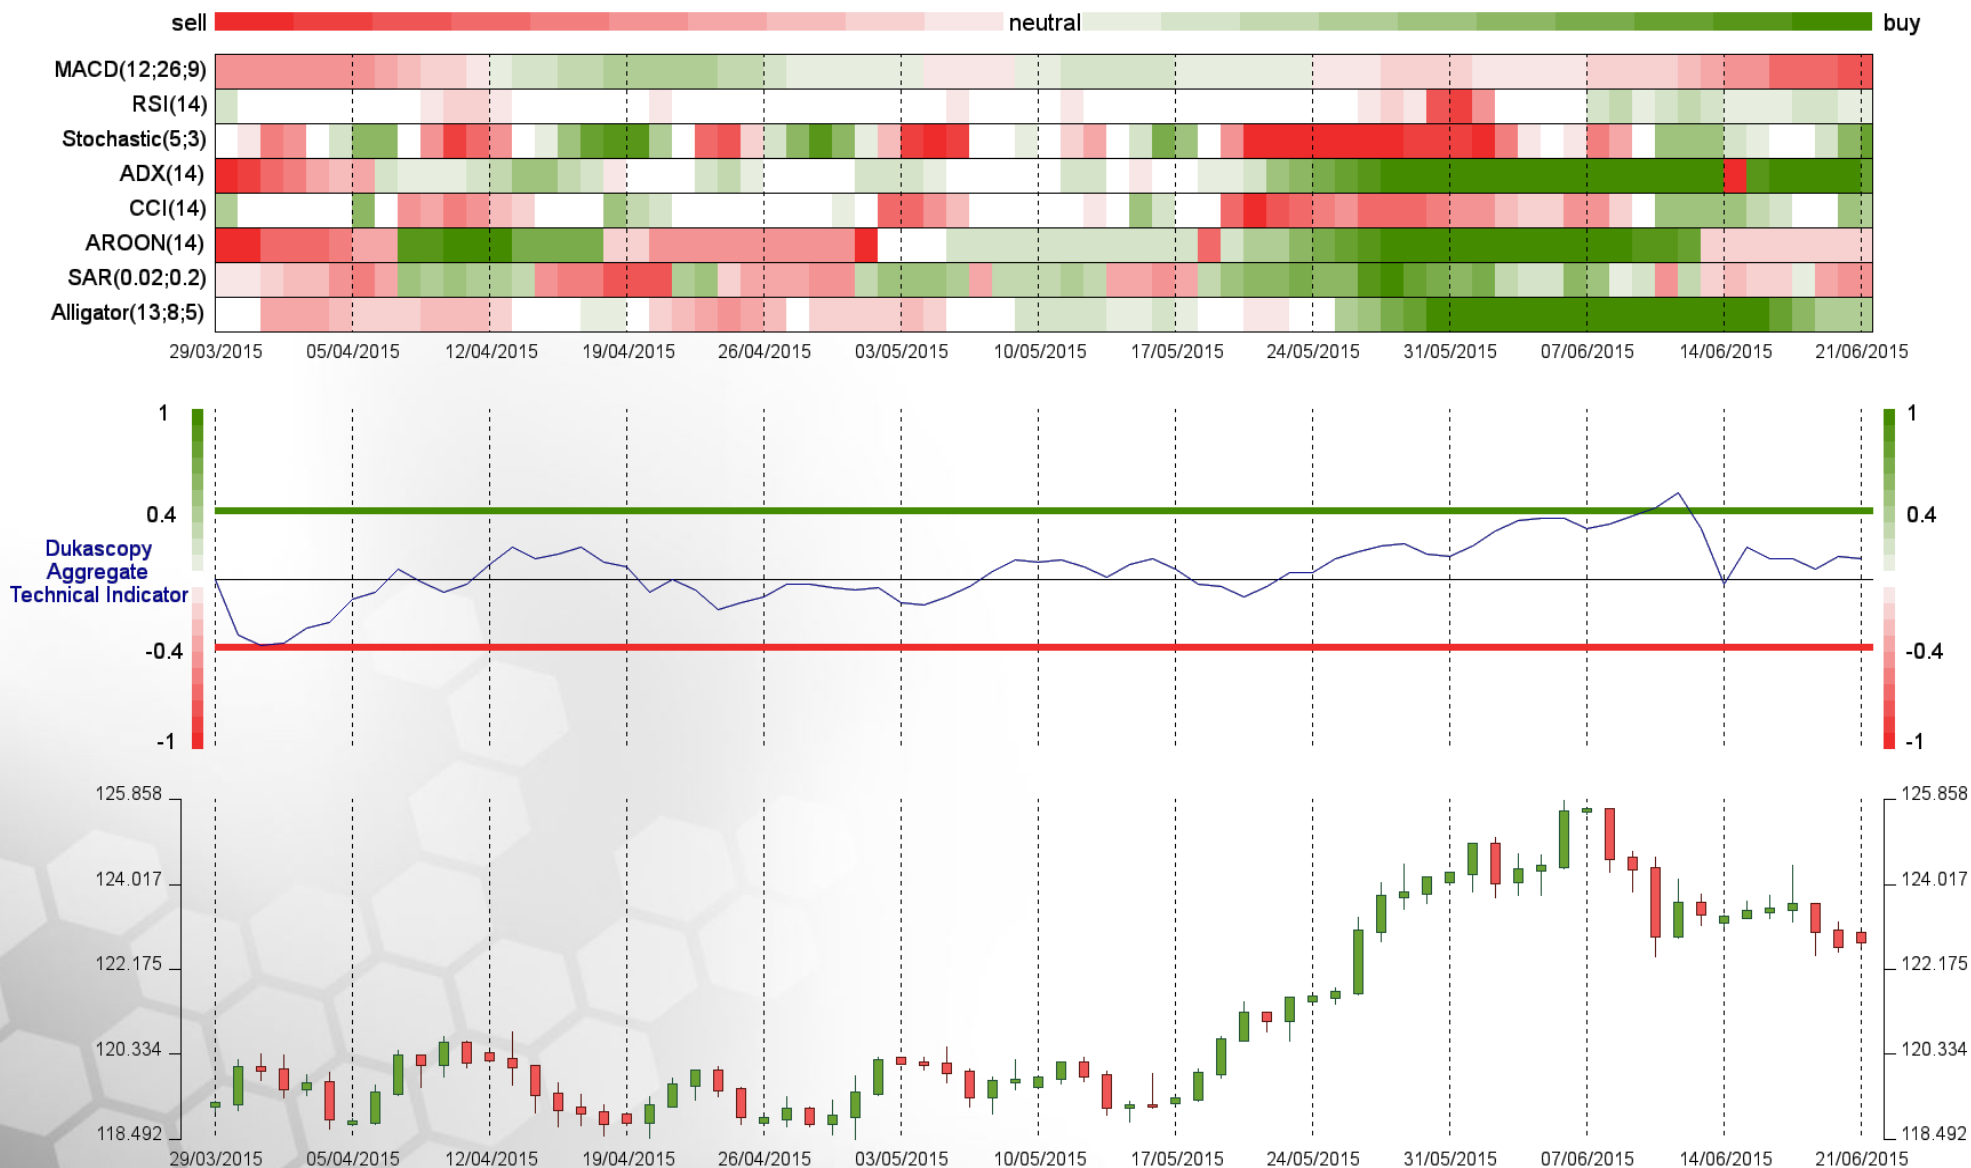 sell neutral buy
MACD(12;26;9)
RSI(14)
Stochastic(5;3)
ADX(14)
CCI(14)
AROON(14)
SAR(0.02;0.2)
Alligator(13;8;5)
29/03/2015 05/04/2015 12/04/2015 19/04/2015 26/04/2015 03/05/2015 10/05/2015 17/05/2015 24/05/2015 31/05/2015 07/06/2015 14/06/2015 21/06/2015
1 1
0.4 0.4
Dukascopy
Aggregate
Technical Indicator
-0.4 -0.4
-1 -1
125.858 125.858
124.017 124.017
122.175 122.175
120.334 120.334
118.492 118.492
29/03/2015 05/04/2015 12/04/2015 19/04/2015 26/04/2015 03/05/2015 10/05/2015 17/05/2015 24/05/2015 31/05/2015 07/06/2015 14/06/2015 21/06/2015